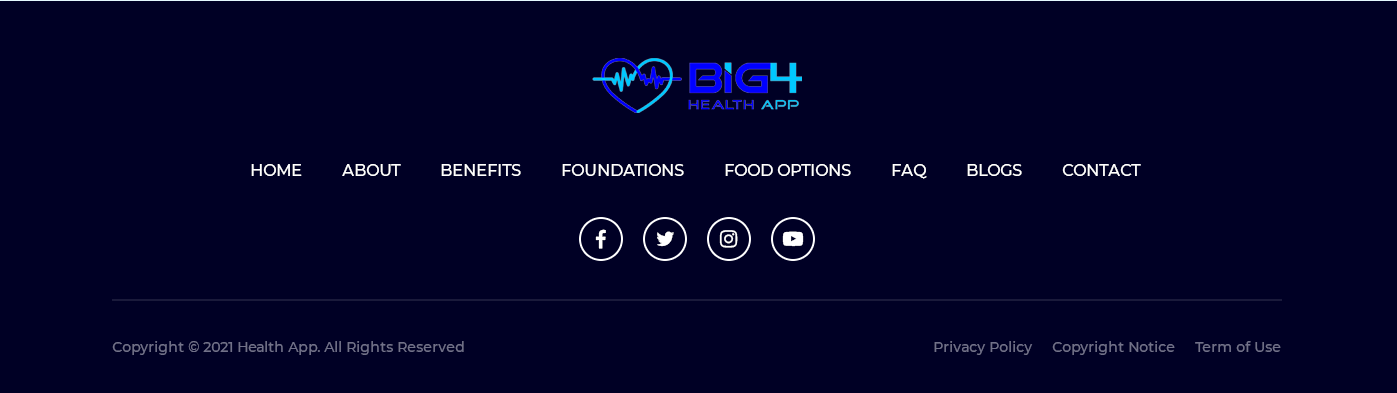 BIG4
HEALTH APP
HOME ABOUT BENEFITS FOUNDATIONS FOOD OPTIONS FAQ BLOGS CONTACT
Copyright © 2021 Health App. All Rights Reserved Privacy Policy Copyright Notice Term of Use